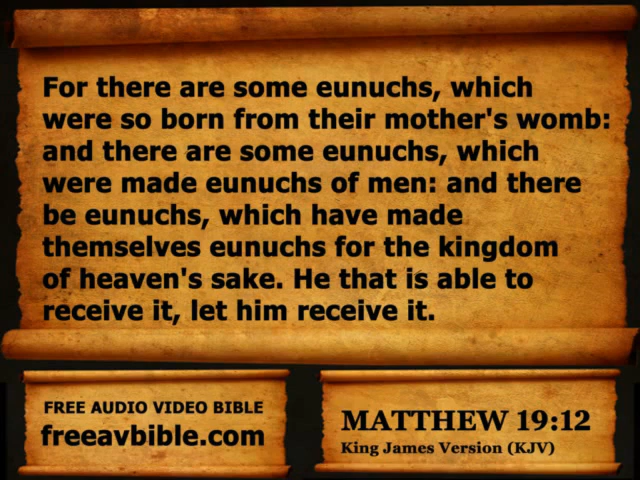 For there are some eunuchs, which
were so born from their mother's womb:
and there are some eunuchs, which
were made eunuchs of men: and there
be eunuchs, which have made
themselves eunuchs for the kingdom
of heaven's sake. He that is able to
receive it, let him receive it.
FREE AUDIO VIDEO BIBLE
freeavbible.com
MATTHEW 19:12
King James Version (KJV)